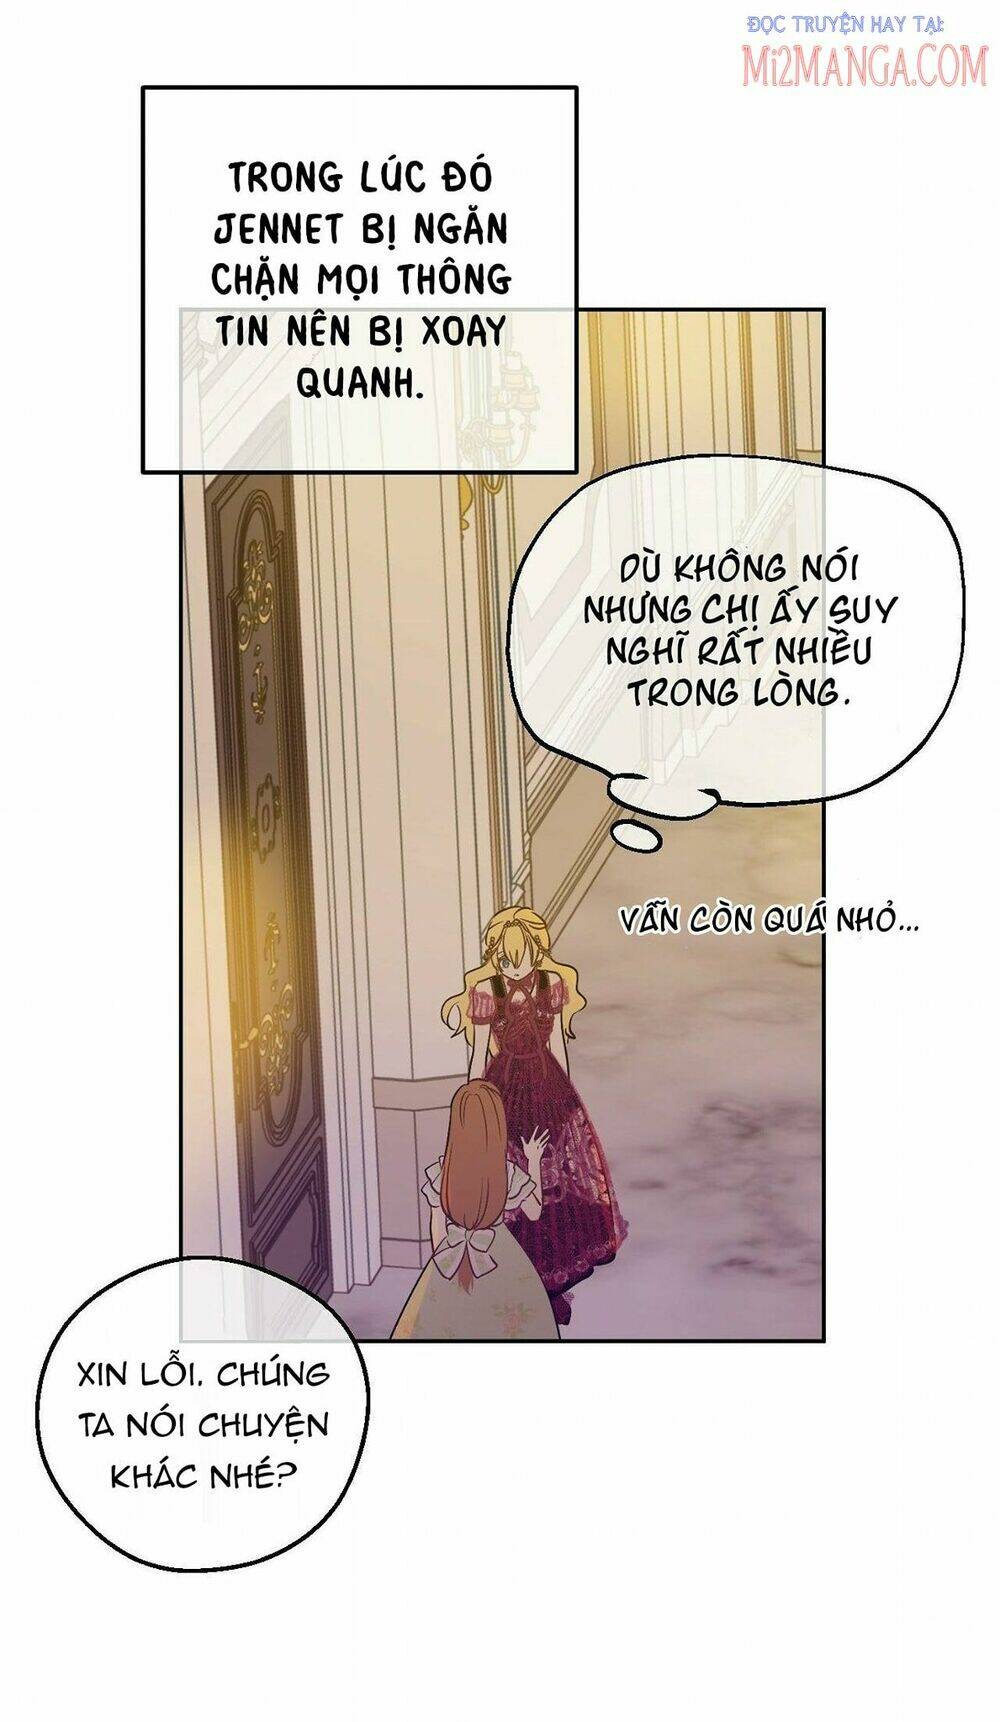 ĐỌC TRUYỆN HAY TẠI:
MI2MANGA.COM
TRONG LÚC ĐÓ
JENNET BỊ NGĂN
CHẶN MỌI THÔNG
TIN NÊN BỊ XOAY
QUANH.
DÙ KHÔNG NÓI
NHƯNG CHỊ ẤY SUY
NGHĨ RẤT NHIỀU
TRONG LÒNG.
VẪN CÒN QUÁ NHỎ...
XIN LỖI. CHÚNG
TA NÓI CHUYỆN
KHÁC NHÉ?